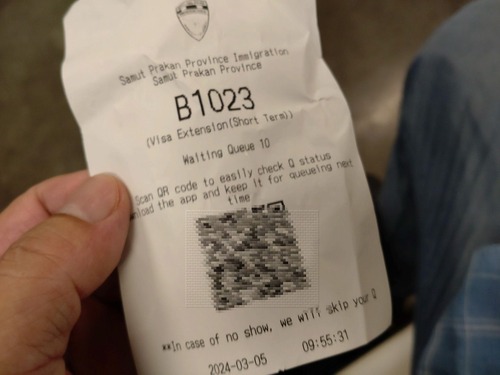 Samut Prakan Province Immigration
Samut Prakan Province
B1023
(Visa Extension(Short Term))
Waiting Queue 10
Scan QR code to easily check Q status
load the app and keep it for queueing next
time
**In case of no show, we will skip your Q
2024-03-05 09:55:31